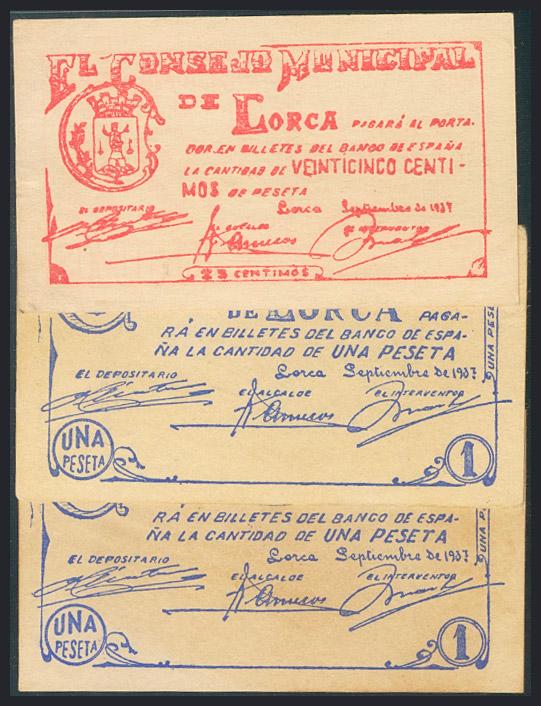 EL CONSEJO MUNICIPAL
DE LORCA PAGARÁ AL PORTA-
DOR.EN BILLETES DEL BANCO DE ESPAÑA
LA CANTIDAD DE VEINTICINCO CENTI-
MOS DE PESETA
Lorca Septiembre de 1937
EL DEPOSITARIO
EL INTERVENTOR
25 CENTIMOS
DE LORCA PAGA-
RÁ EN BILLETES DEL BANCO DE ESPA-
ÑA LA CANTIDAD DE UNA PESETA
Lorca Septiembre de 1937
EL DEPOSITARIO
EL ALCALDE
EL INTERVENTOR
UNA
PESETA
1
UNA PESE
RÁ EN BILLETES DEL BANCO DE ESPA-
ÑA LA CANTIDAD DE UNA PESETA
Lorca Septiembre de 1937
EL DEPOSITARIO
EL ALCALDE
EL INTERVENTOR
UNA
PESETA
1
UNA P